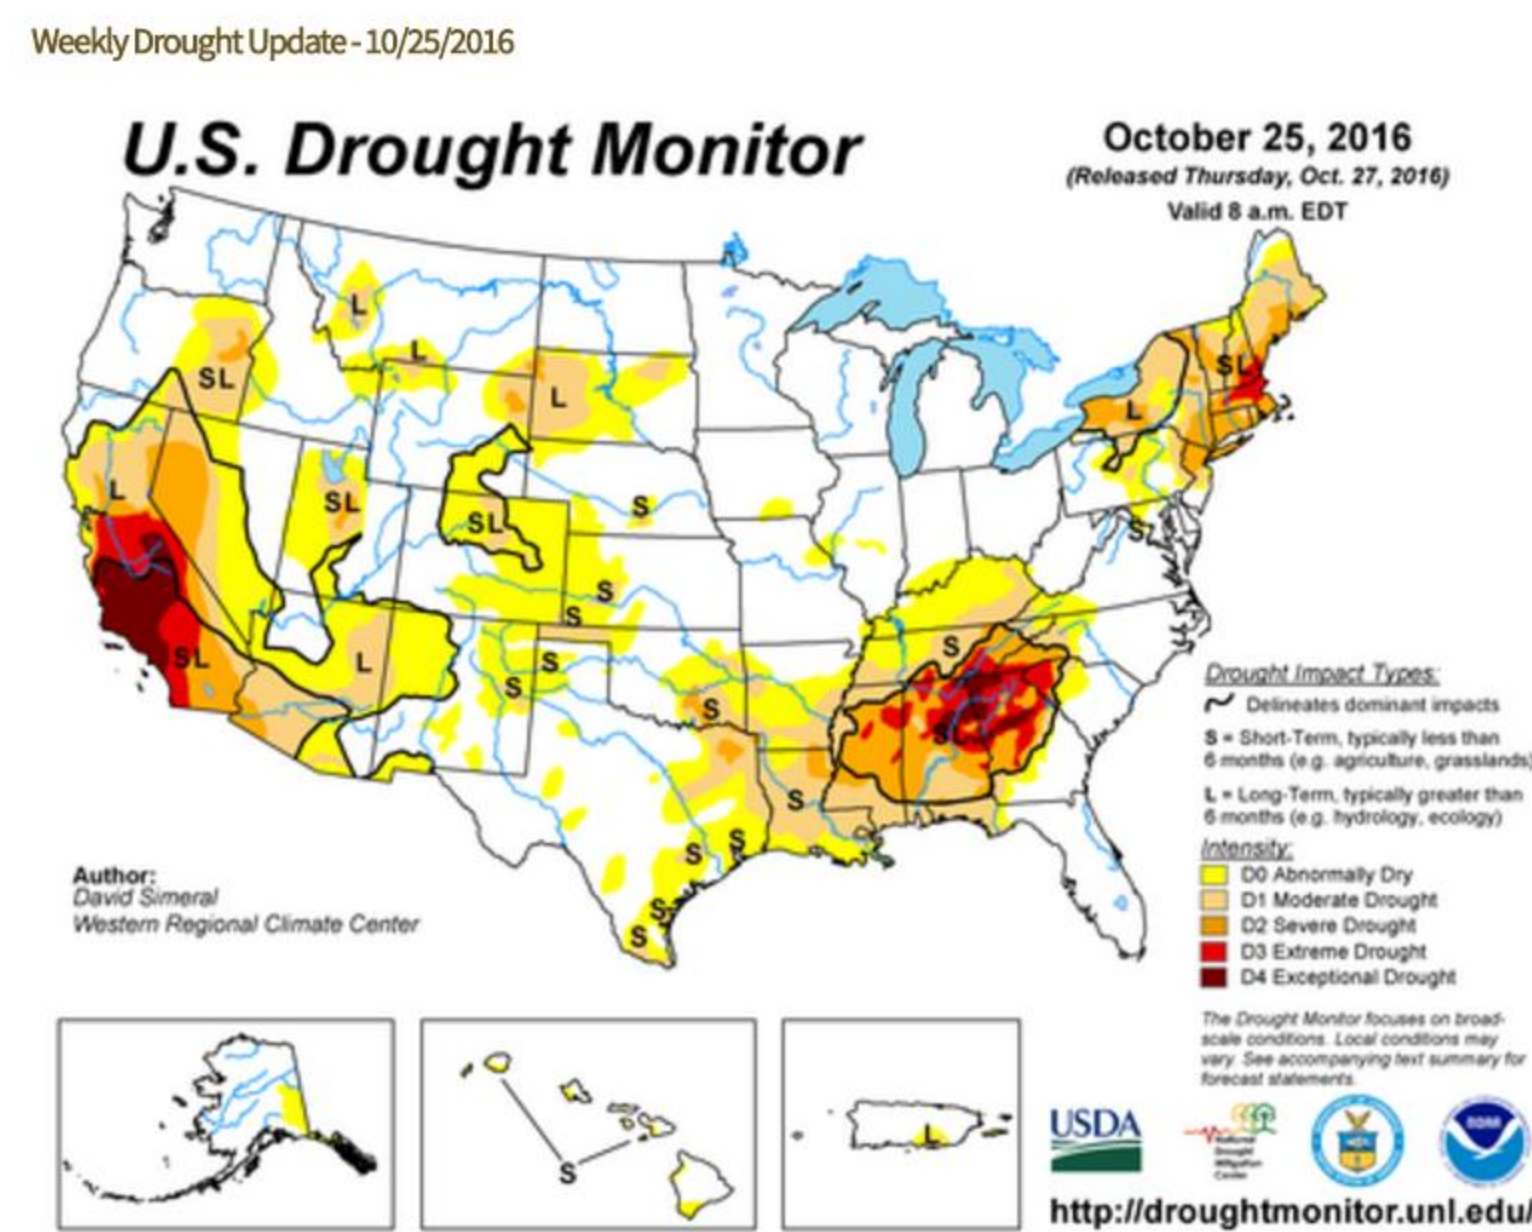 Weekly Drought Update - 10/25/2016
U.S. Drought Monitor
October 25, 2016
(Released Thursday, Oct. 27, 2016)
Valid 8 a.m. EDT
L
L
SL
L
SL
L
L
SL
S
SL
S
S
S
SL
L
S
S
S
S
SL
S
S
S
S
S
S
Drought Impact Types:
Delineates dominant impacts
S = Short-Term, typically less than
6 months (e.g. agriculture, grasslands)
L = Long-Term, typically greater than
6 months (e.g. hydrology, ecology)
Intensity:
D0 Abnormally Dry
D1 Moderate Drought
D2 Severe Drought
D3 Extreme Drought
D4 Exceptional Drought
Author:
David Simeral
Western Regional Climate Center
The Drought Monitor focuses on broad-
scale conditions. Local conditions may
vary. See accompanying text summary for
forecast statements.
S
L
USDA
National
Drought
Mitigation
Center
NOAA
http://droughtmonitor.unl.edu/